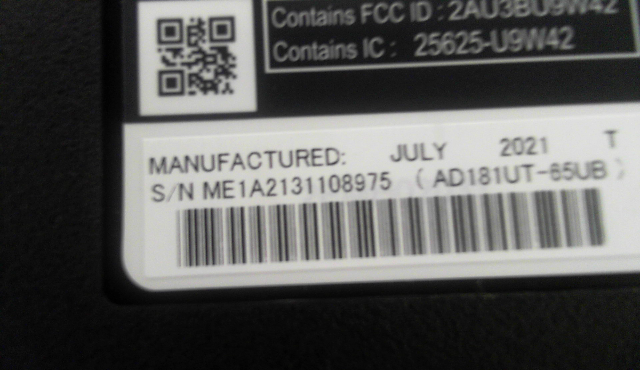 Contains FCC ID : 2AU3BU9W42
Contains IC : 25625-U9W42
MANUFACTURED: JULY 2021 T
S/N ME1A2131108975 ( AD181UT-65UB )